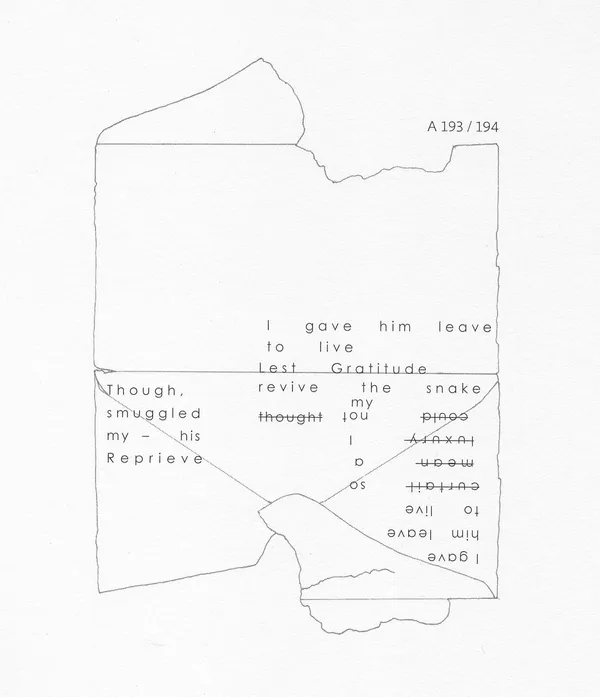 A 193 / 194
I gave him leave
to live
Lest Gratitude
revive the snake
my
thought
Though,
smuggled
my – his
Reprieve
I gave
him leave
to live
curtail so
mean a
luxury I
could not